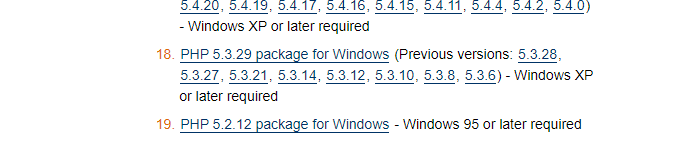 5.4.20, 5.4.19, 5.4.17, 5.4.16, 5.4.15, 5.4.11, 5.4.4, 5.4.2, 5.4.0)
- Windows XP or later required
18. PHP 5.3.29 package for Windows (Previous versions: 5.3.28,
5.3.27, 5.3.21, 5.3.14, 5.3.12, 5.3.10, 5.3.8, 5.3.6) - Windows XP
or later required
19. PHP 5.2.12 package for Windows - Windows 95 or later required